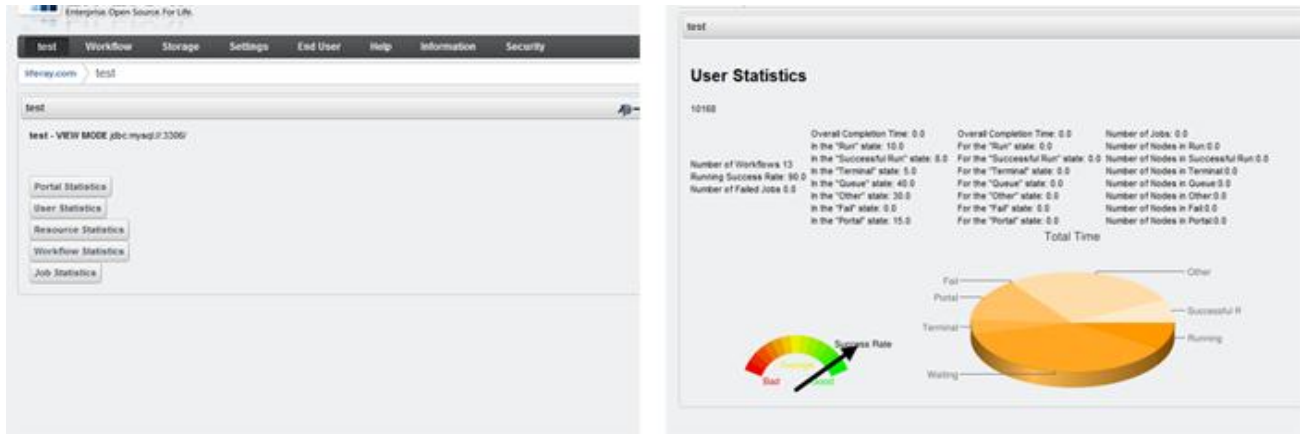 Enterprise. Open Source. For Life.
test Workflow Storage Settings End User Help Information Security
liferay.com test
test
test - VIEW MODE jdbc:mysql://:3306/
Portal Statistics
User Statistics
Resource Statistics
Workflow Statistics
Job Statistics
test
User Statistics
10168
Number of Workflows 13
Running Success Rate: 90.0
Number of Failed Jobs 0.0
Overall Completion Time: 0.0
In the "Run" state: 10.0
In the "Successful Run" state: 8.0
In the "Terminal" state: 5.0
In the "Queue" state: 40.0
In the "Other" state: 30.0
In the "Fail" state: 0.0
In the "Portal" state: 15.0
Overall Completion Time: 0.0
For the "Run" state: 0.0
For the "Successful Run" state: 0.0
For the "Terminal" state: 0.0
For the "Queue" state: 0.0
For the "Other" state: 0.0
For the "Fail" state: 0.0
For the "Portal" state: 0.0
Number of Jobs: 0.0
Number of Nodes in Run:0.0
Number of Nodes in Successful Run:0.0
Number of Nodes in Terminal:0.0
Number of Nodes in Queue:0.0
Number of Nodes in Other:0.0
Number of Nodes in Fail:0.0
Number of Nodes in Portal:0.0
Total Time
Other
Fail
Portal
Successful R
Terminal
Running
Waiting
Success Rate
Bad
Good